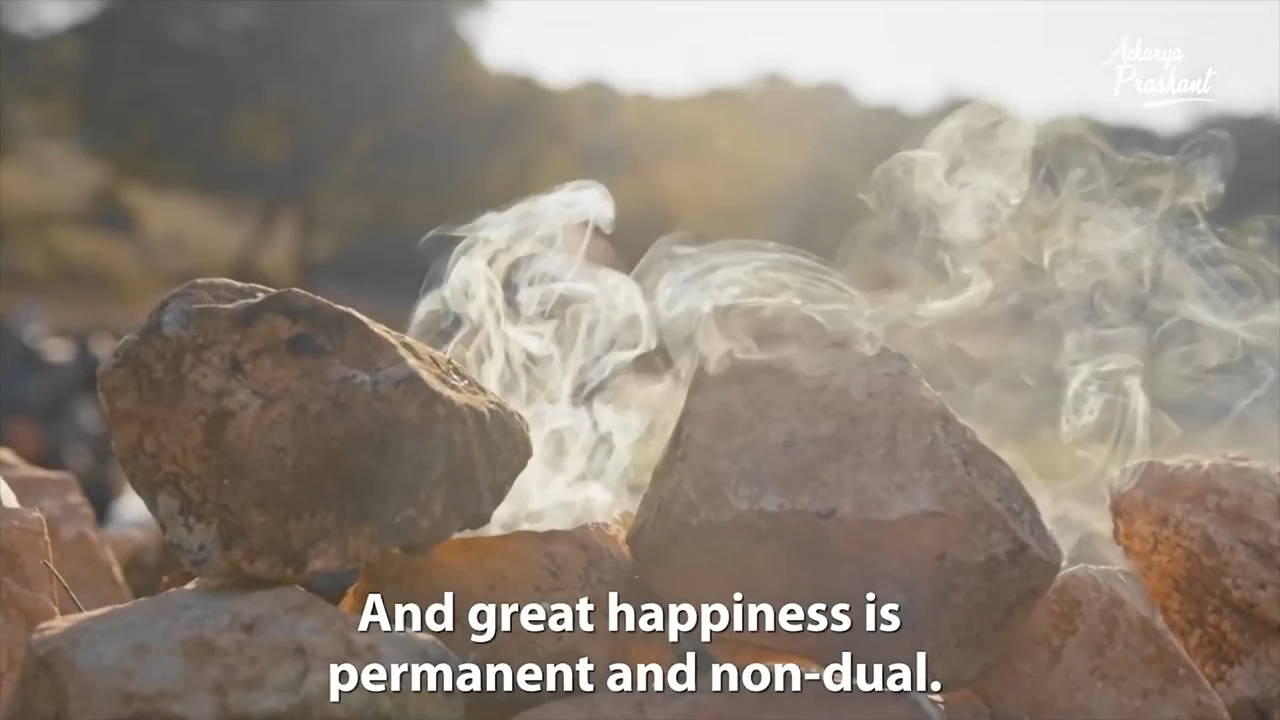 Acharya
Prashant
And great happiness is
permanent and non-dual.